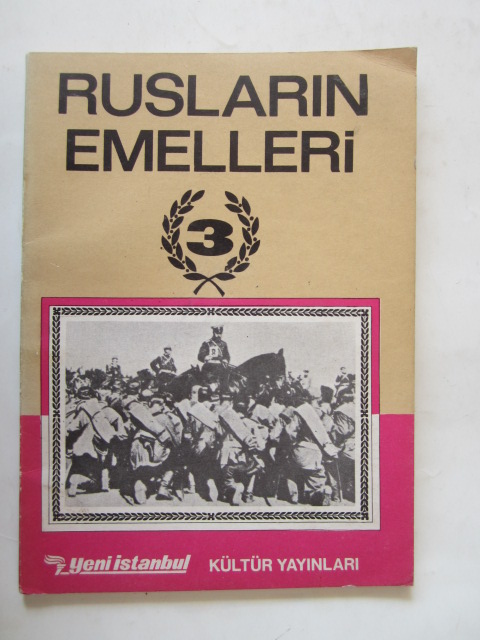 RUSLARIN
EMELLERİ
3
yeni istanbul KÜLTÜR YAYINLARI